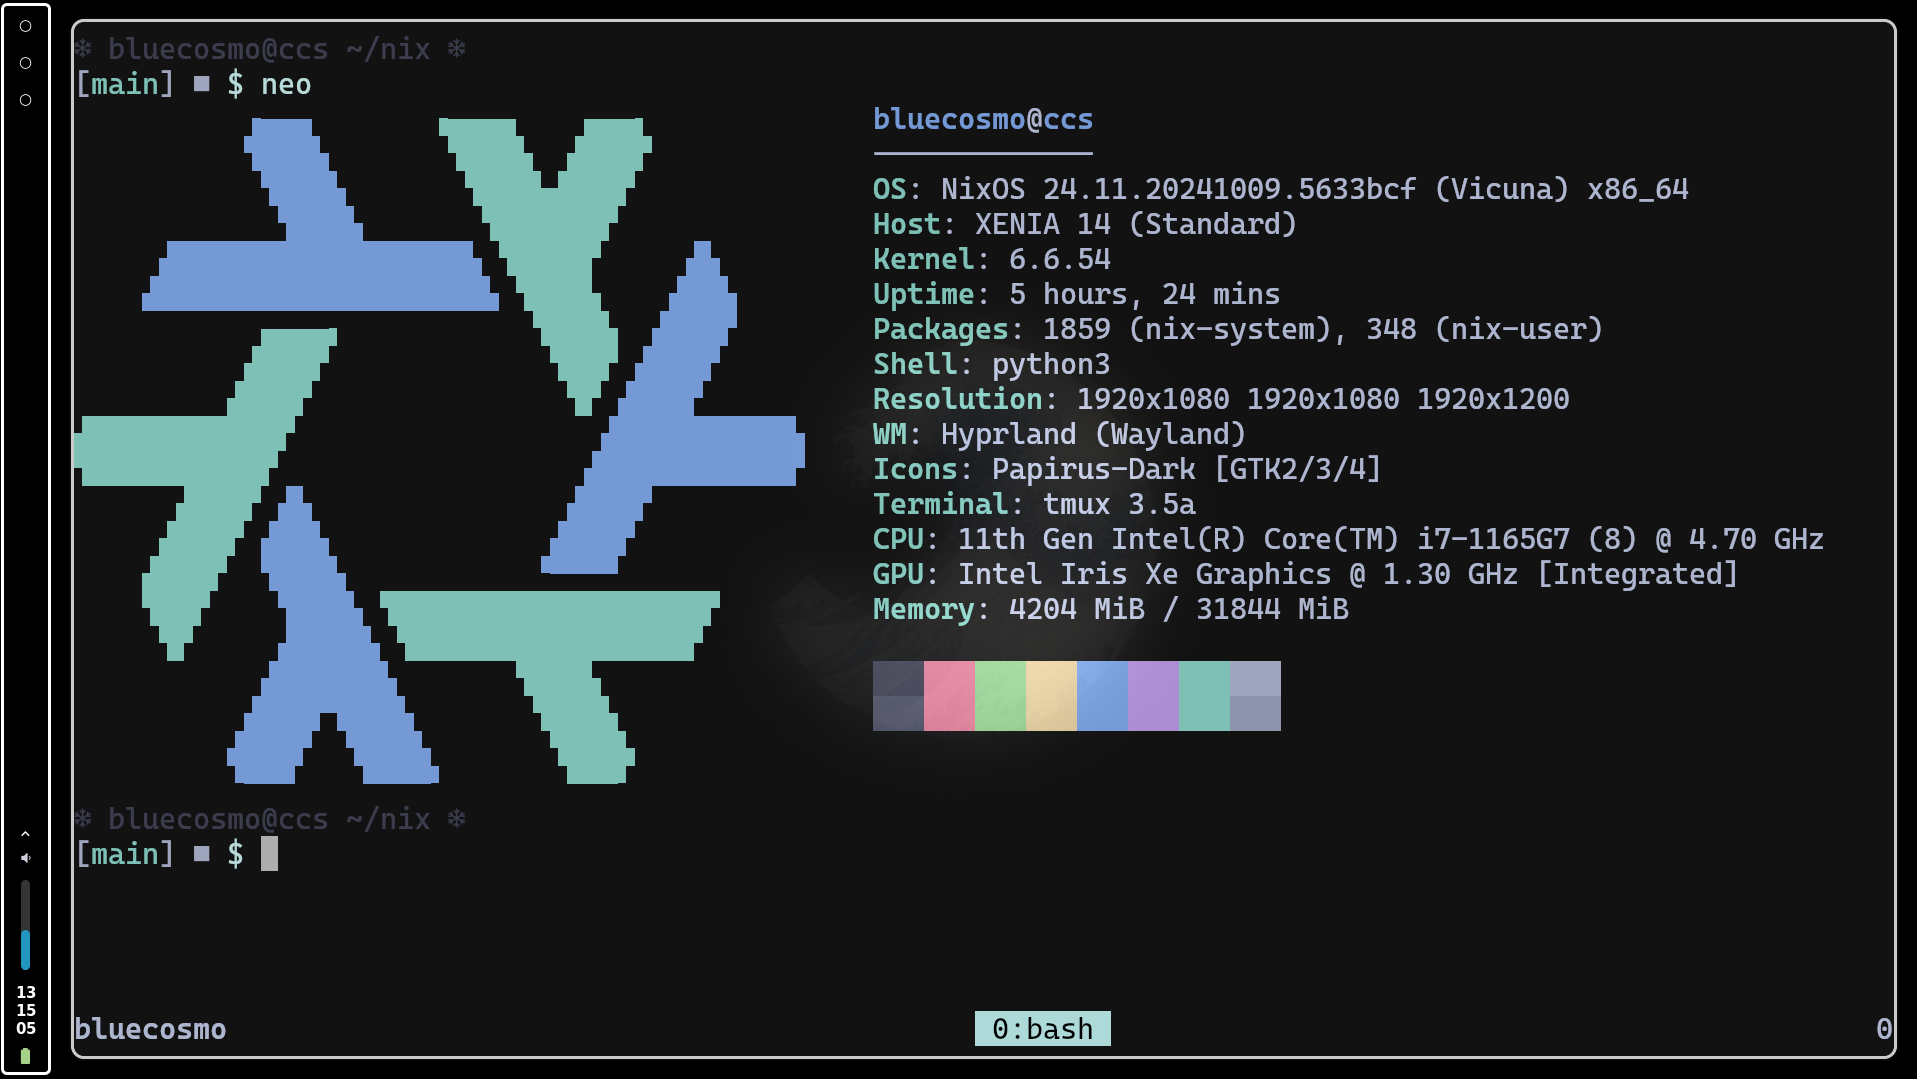 ❄ bluecosmo@ccs ~/nix ❄
[main] ■ $ neo
bluecosmo@ccs
OS: NixOS 24.11.20241009.5633bcf (Vicuna) x86_64
Host: XENIA 14 (Standard)
Kernel: 6.6.54
Uptime: 5 hours, 24 mins
Packages: 1859 (nix-system), 348 (nix-user)
Shell: python3
Resolution: 1920x1080 1920x1080 1920x1200
WM: Hyprland (Wayland)
Icons: Papirus-Dark [GTK2/3/4]
Terminal: tmux 3.5a
CPU: 11th Gen Intel(R) Core(TM) i7-1165G7 (8) @ 4.70 GHz
GPU: Intel Iris Xe Graphics @ 1.30 GHz [Integrated]
Memory: 4204 MiB / 31844 MiB
❄ bluecosmo@ccs ~/nix ❄
[main] ■ $
13
15
05
bluecosmo 0:bash 0